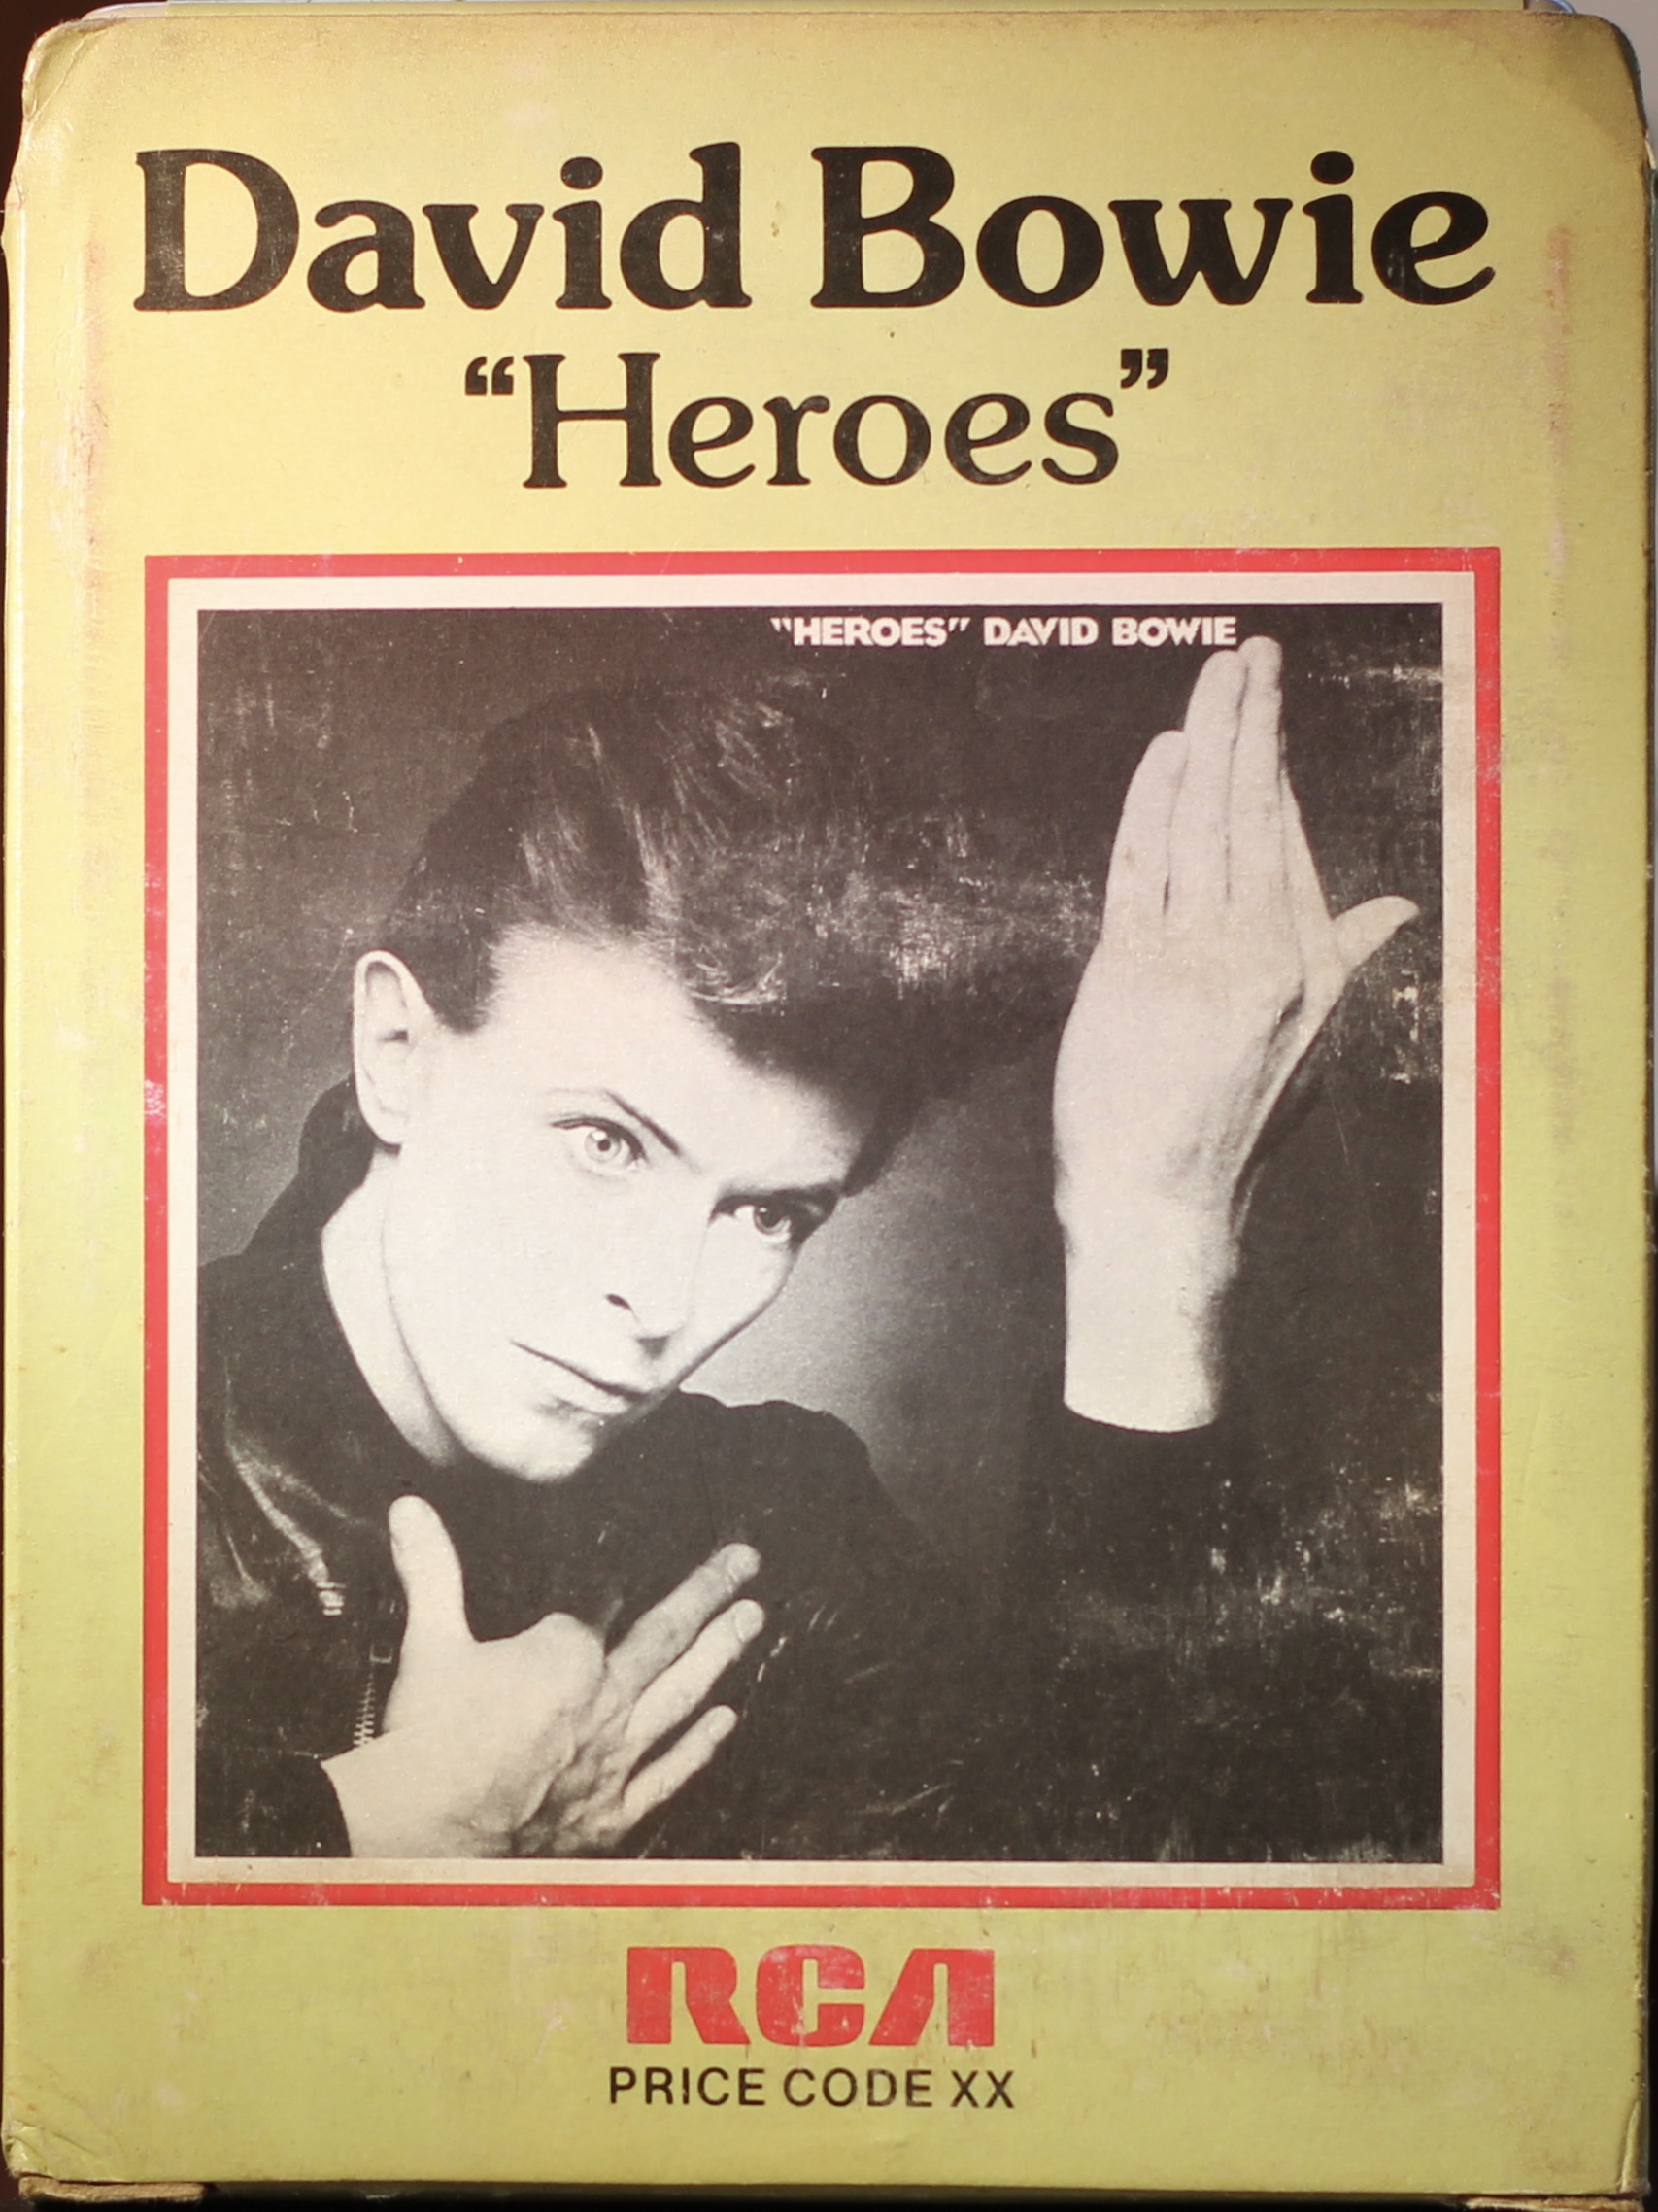 David Bowie
“Heroes”
"HEROES" DAVID BOWIE
RCA
PRICE CODE XX